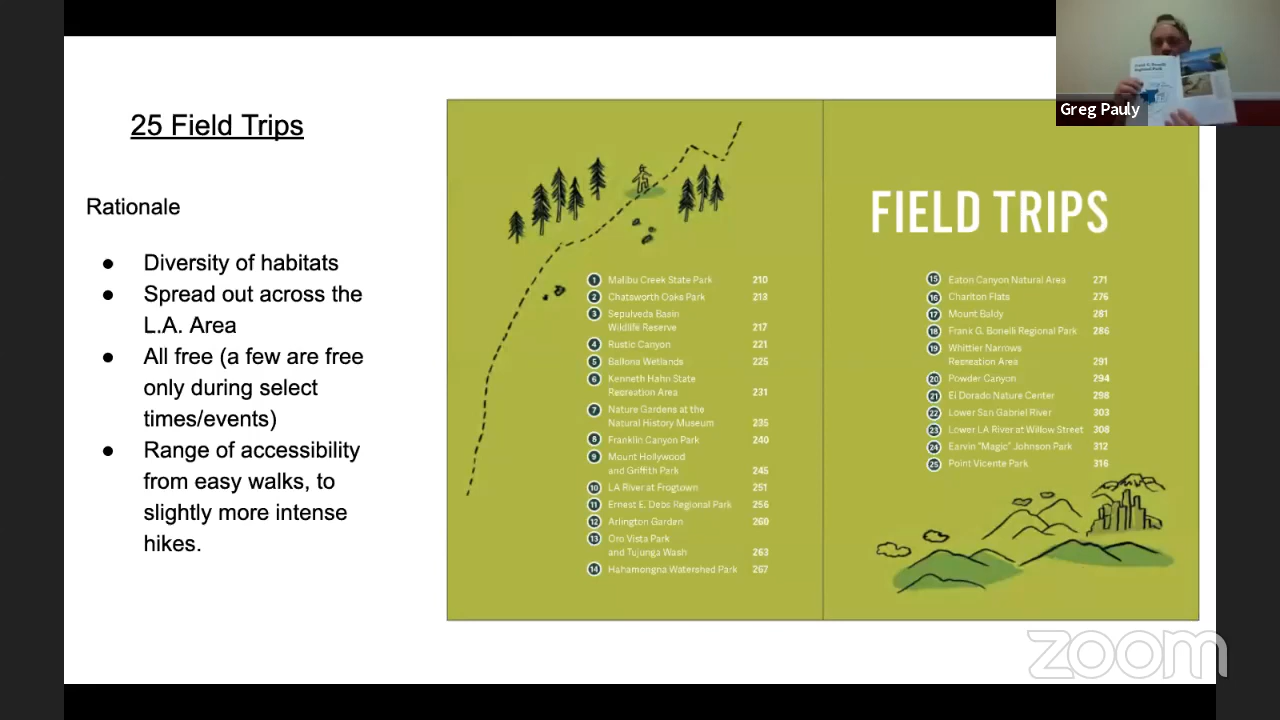 25 Field Trips
Rationale
● Diversity of habitats
● Spread out across the
L.A. Area
● All free (a few are free
only during select
times/events)
● Range of accessibility
from easy walks, to
slightly more intense
hikes.
1 Malibu Creek State Park 210
2 Chatsworth Oaks Park 213
3 Sepulveda Basin
Wildlife Reserve 217
4 Rustic Canyon 221
5 Ballona Wetlands 225
6 Kenneth Hahn State
Recreation Area 231
7 Nature Gardens at the
Natural History Museum 235
8 Franklin Canyon Park 240
9 Mount Hollywood
and Griffith Park 245
10 LA River at Frogtown 251
11 Ernest E. Debs Regional Park 256
12 Arlington Garden 260
13 Oro Vista Park
and Tujunga Wash 263
14 Hahamongna Watershed Park 267
FIELD TRIPS
15 Eaton Canyon Natural Area 271
16 Charlton Flats 276
17 Mount Baldy 281
18 Frank G. Bonelli Regional Park 286
19 Whittier Narrows
Recreation Area 291
20 Powder Canyon 294
21 El Dorado Nature Center 298
22 Lower San Gabriel River 303
23 Lower LA River at Willow Street 308
24 Earvin "Magic" Johnson Park 312
25 Point Vicente Park 316
Frank G. Bonelli
Regional Park
Greg Pauly
zoom